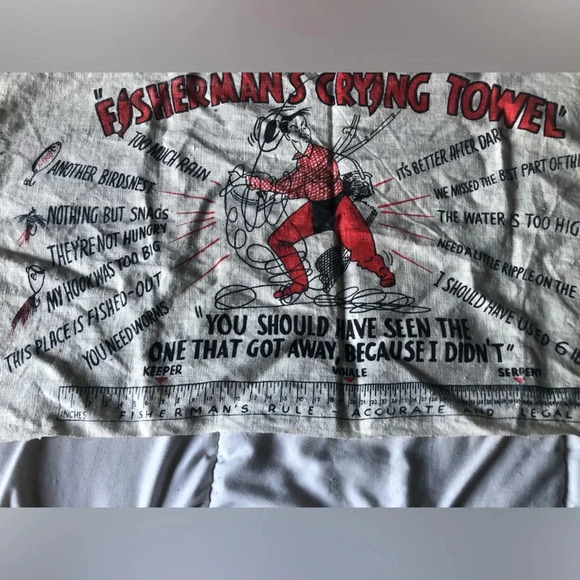 "FISHERMAN'S CRYING TOWEL"
TOO MUCH RAIN
ANOTHER BIRDSNEST
NOTHING BUT SNAGS
THEY'RE NOT HUNGRY
MY HOOK WAS TOO BIG
THIS PLACE IS FISHED-OUT
YOU NEED WORMS
IT'S BETTER AFTER DAR
WE MISSED THE BEST PART OF THE
THE WATER IS TOO HIG
NEED A LITTLE RIPPLE ON THE
I SHOULD HAVE USED 6 L
"YOU SHOULD HAVE SEEN THE
ONE THAT GOT AWAY, BECAUSE I DIDN'T"
KEEPER WHALE SERPENT
INCHES FISHERMAN'S RULE - ACCURATE AND LEGAL